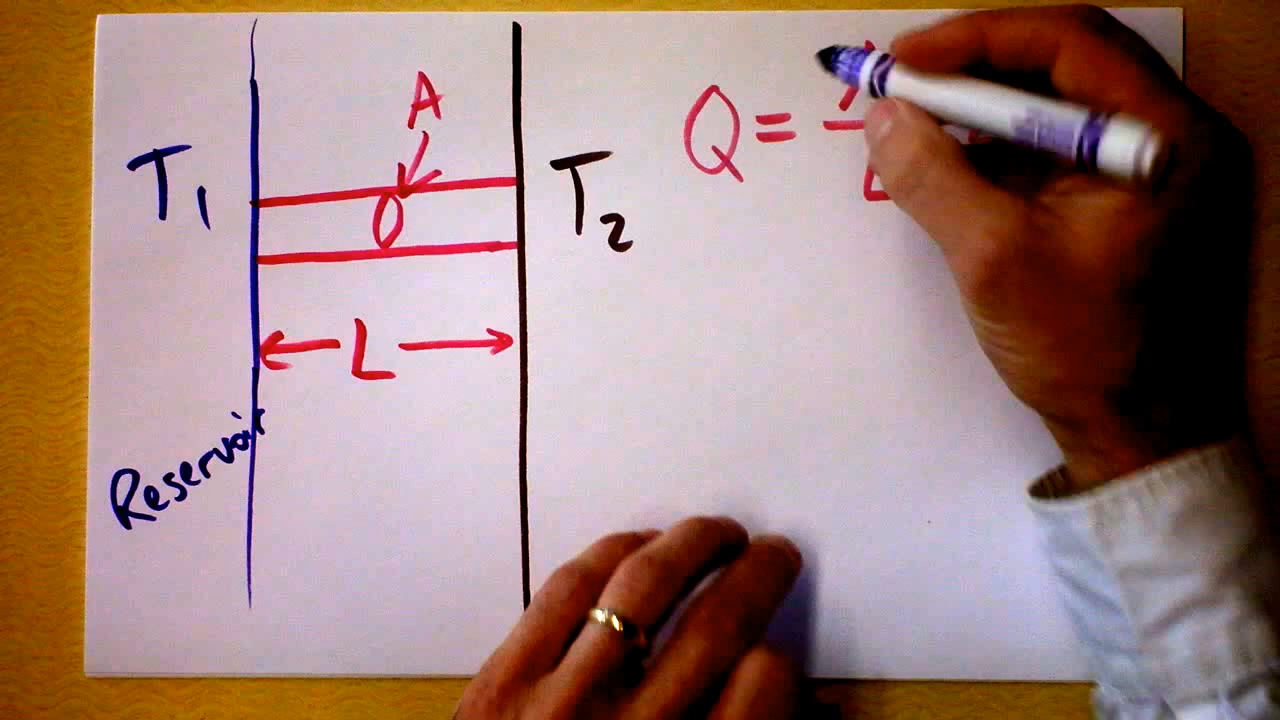 A
T₁
T₂
L
Reservoir
Q = A / L